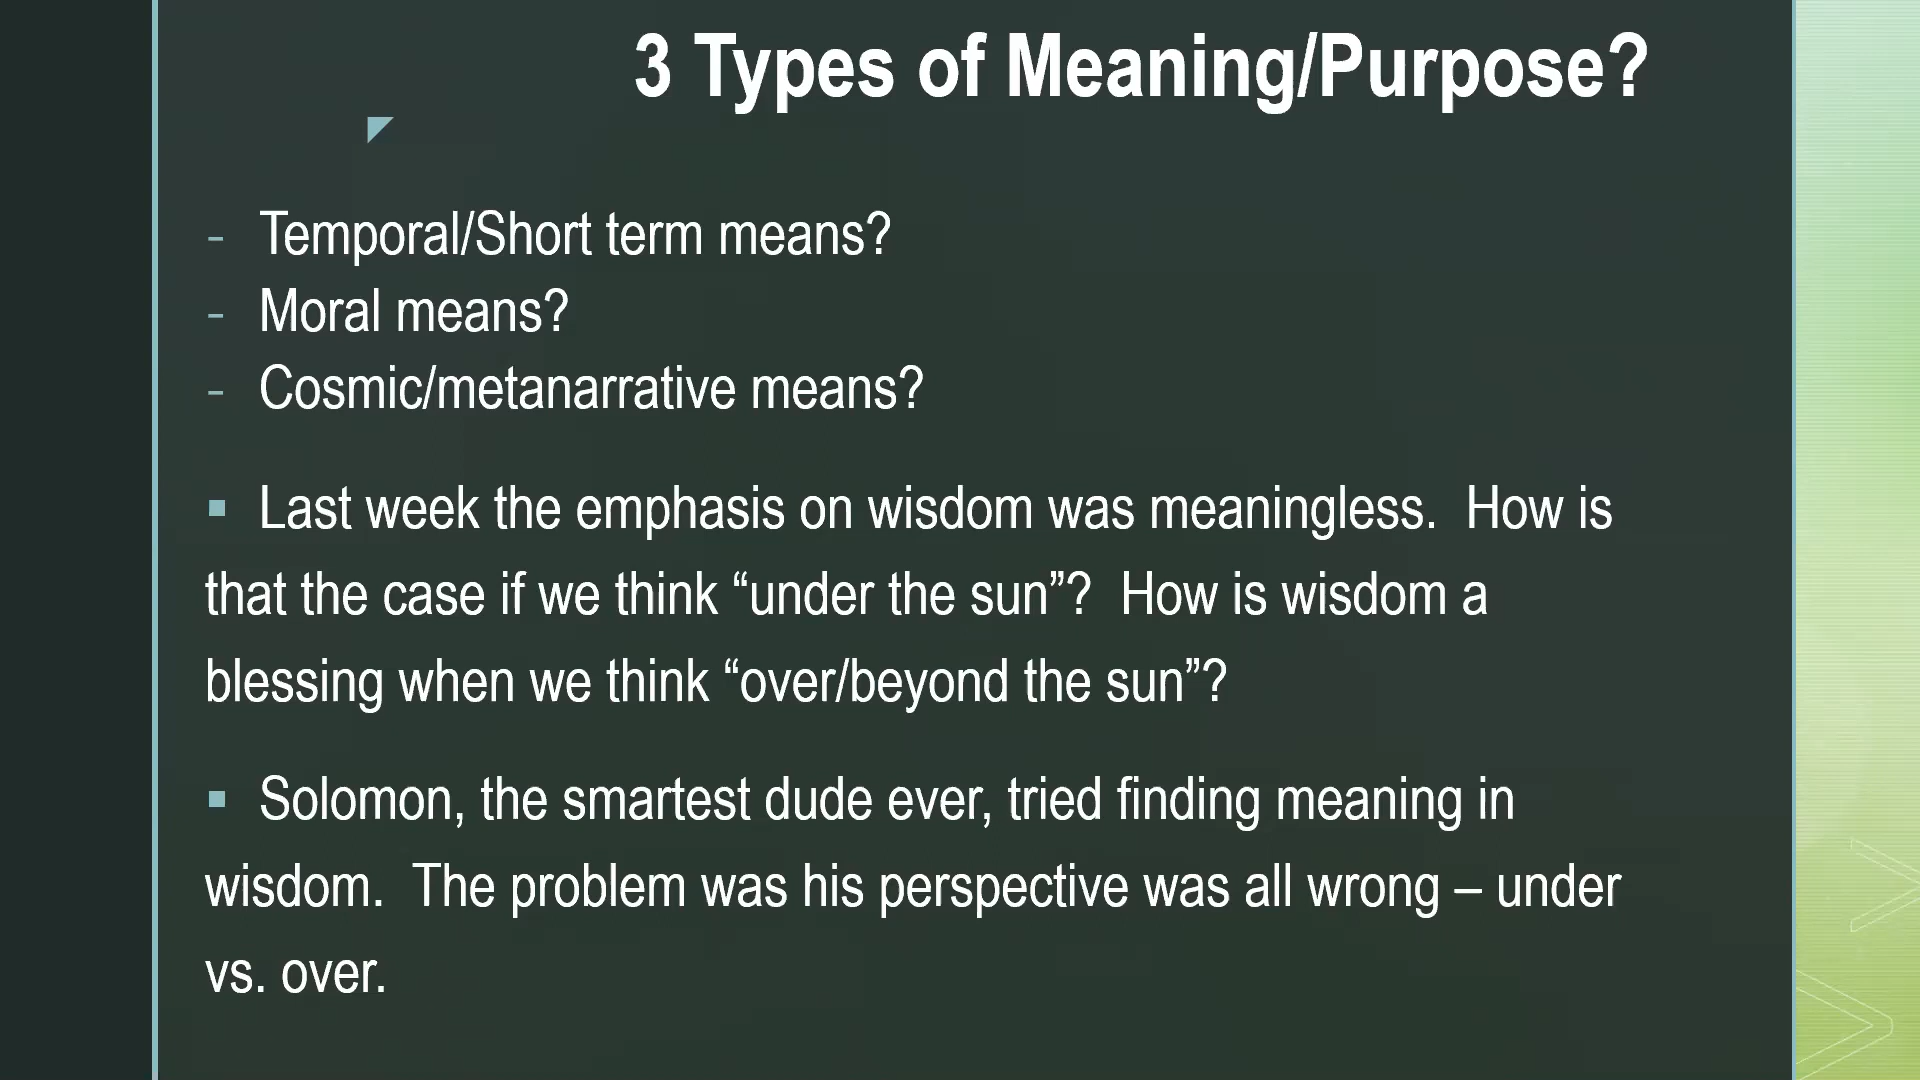 3 Types of Meaning/Purpose?
- Temporal/Short term means?
- Moral means?
- Cosmic/metanarrative means?
▪ Last week the emphasis on wisdom was meaningless.  How is
that the case if we think “under the sun”?  How is wisdom a
blessing when we think “over/beyond the sun”?
▪ Solomon, the smartest dude ever, tried finding meaning in
wisdom.  The problem was his perspective was all wrong – under
vs. over.